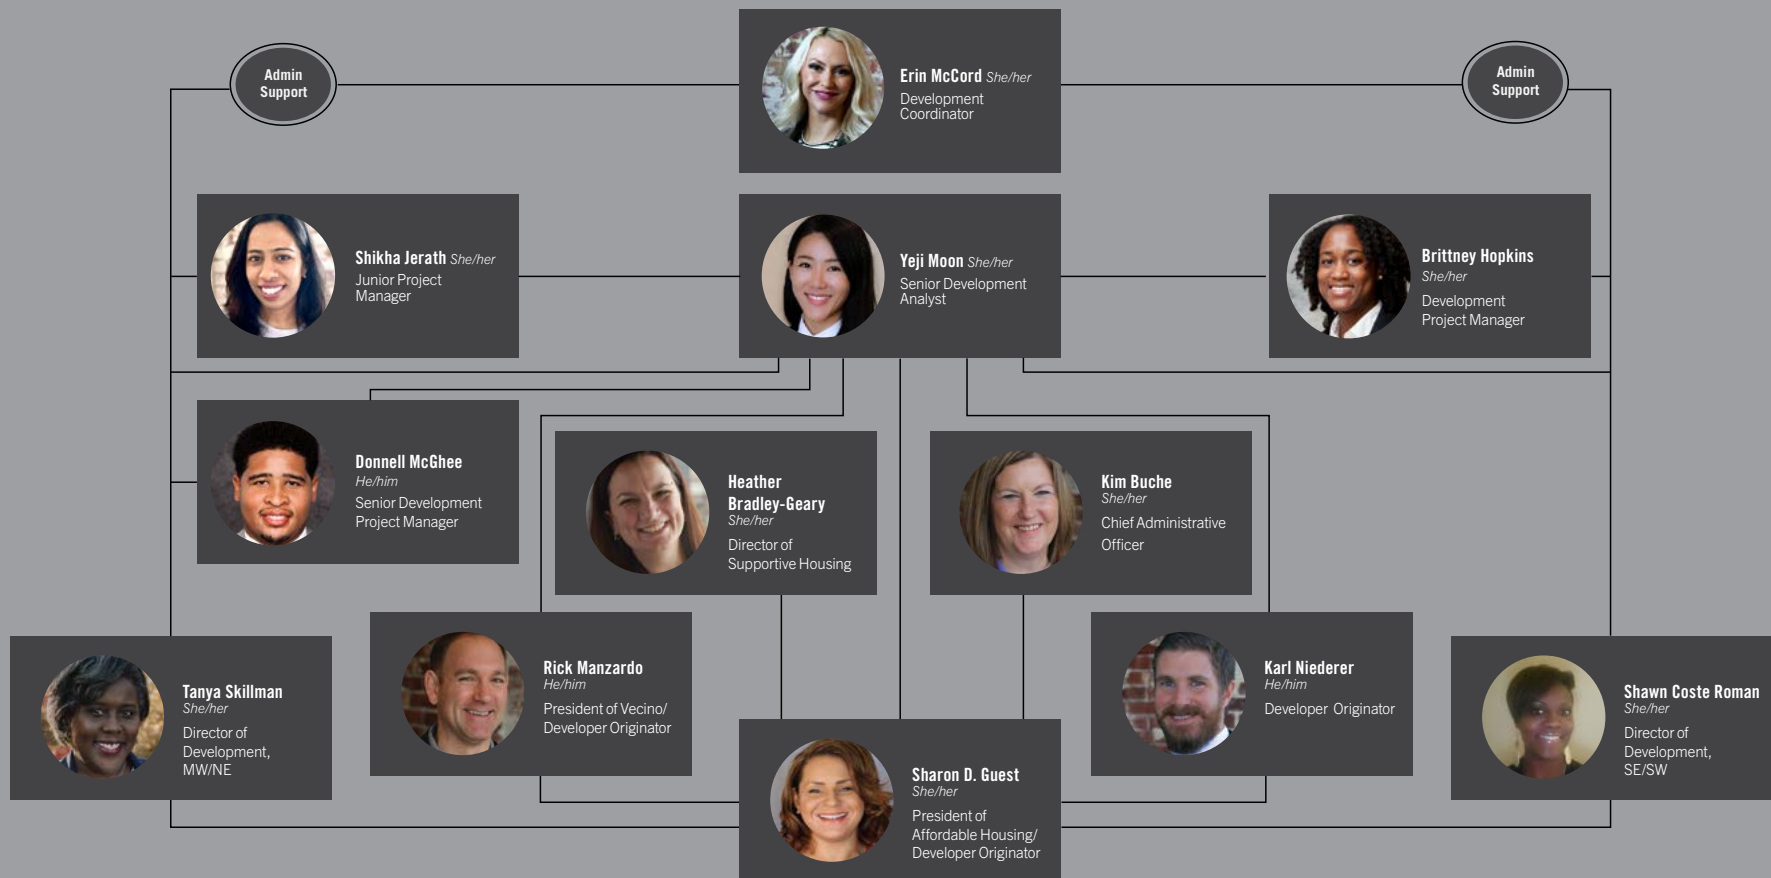 Admin
Support
Erin McCord She/her
Development
Coordinator
Admin
Support
Shikha Jerath She/her
Junior Project
Manager
Yeji Moon She/her
Senior Development
Analyst
Brittney Hopkins
She/her
Development
Project Manager
Donnell McGhee
He/him
Senior Development
Project Manager
Heather
Bradley-Geary
She/her
Director of
Supportive Housing
Kim Buche
She/her
Chief Administrative
Officer
Tanya Skillman
She/her
Director of
Development,
MW/NE
Rick Manzardo
He/him
President of Vecino/
Developer Originator
Sharon D. Guest
She/her
President of
Affordable Housing/
Developer Originator
Karl Niederer
He/him
Developer Originator
Shawn Coste Roman
She/her
Director of
Development,
SE/SW